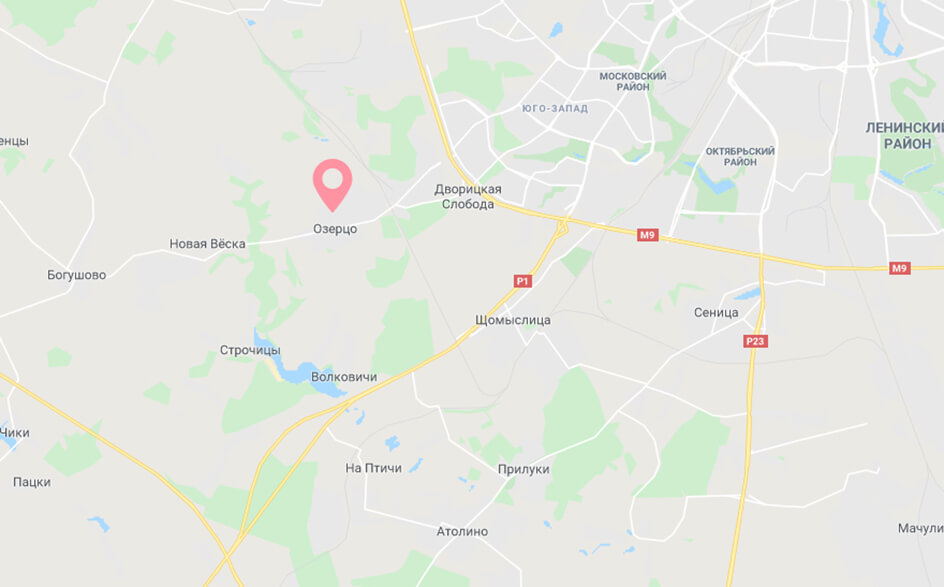 МОСКОВСКИЙ
РАЙОН
ЮГО-ЗАПАД
ЛЕНИНСКИЙ
РАЙОН
енцы
ОКТЯБРЬСКИЙ
РАЙОН
Дворицкая
Слобода
Озерцо
Новая Вёска
M9
M9
Богушово
P1
Сеница
Щомыслица
P23
Строчицы
Волковичи
Чики
На Птичи
Прилуки
Пацки
Атолино
Мачули